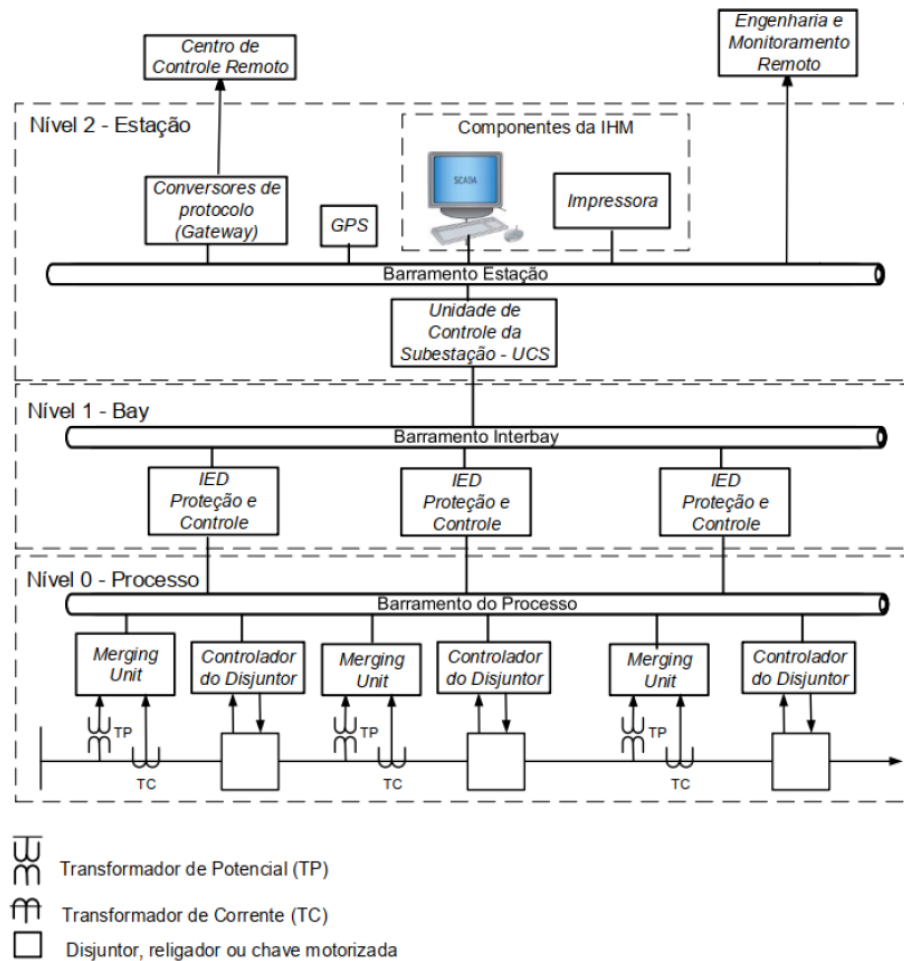 Centro de
Controle Remoto
Engenharia e
Monitoramento
Remoto
Nível 2 - Estação
Componentes da IHM
Conversores de
protocolo
(Gateway)
GPS
SCADA
Impressora
Barramento Estação
Unidade de
Controle da
Subestação - UCS
Nível 1 - Bay
Barramento Interbay
IED
Proteção e
Controle
IED
Proteção e
Controle
IED
Proteção e
Controle
Nível 0 - Processo
Barramento do Processo
Merging
Unit
Controlador
do Disjuntor
Merging
Unit
Controlador
do Disjuntor
Merging
Unit
Controlador
do Disjuntor
TP
TC
TP
TC
TP
TC
Transformador de Potencial (TP)
Transformador de Corrente (TC)
Disjuntor, religador ou chave motorizada